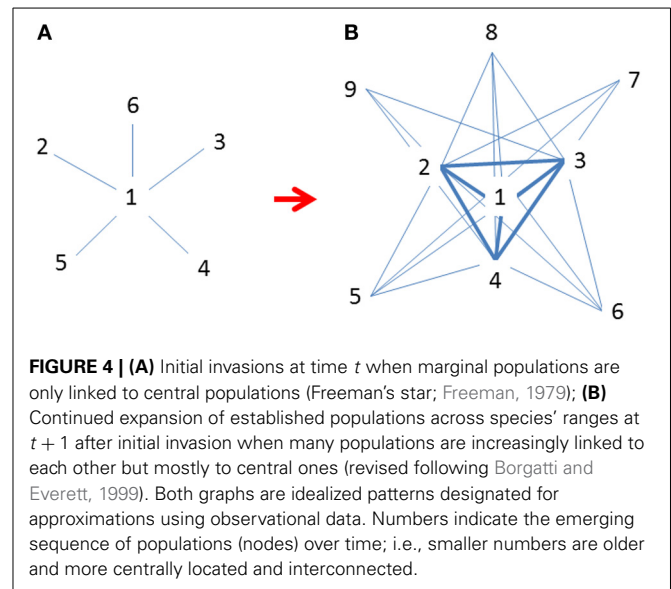 A
B
8
6
9
7
2
3
2
3
1
1
5
4
4
5
6
FIGURE 4 | (A) Initial invasions at time t when marginal populations are
only linked to central populations (Freeman's star; Freeman, 1979); (B)
Continued expansion of established populations across species' ranges at
t + 1 after initial invasion when many populations are increasingly linked to
each other but mostly to central ones (revised following Borgatti and
Everett, 1999). Both graphs are idealized patterns designated for
approximations using observational data. Numbers indicate the emerging
sequence of populations (nodes) over time; i.e., smaller numbers are older
and more centrally located and interconnected.